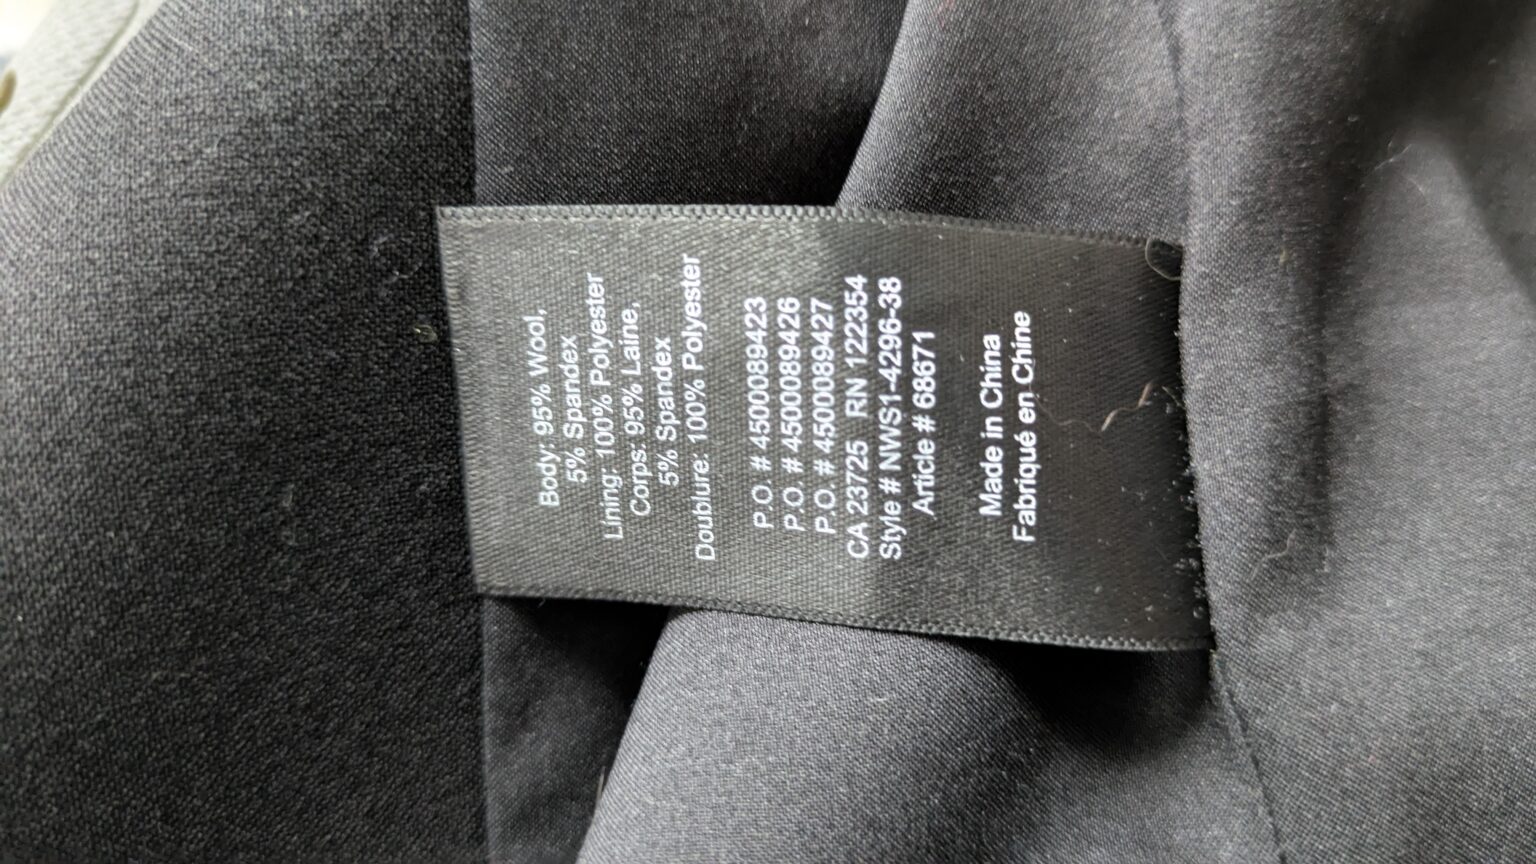 Body: 95% Wool,
5% Spandex
Lining: 100% Polyester
Corps: 95% Laine,
5% Spandex
Doublure: 100% Polyester
P.O. # 4500089423
P.O. # 4500089426
P.O. # 4500089427
CA 23725 RN 122354
Style # NWS1-4296-38
Article # 68671
Made in China
Fabriqué en Chine